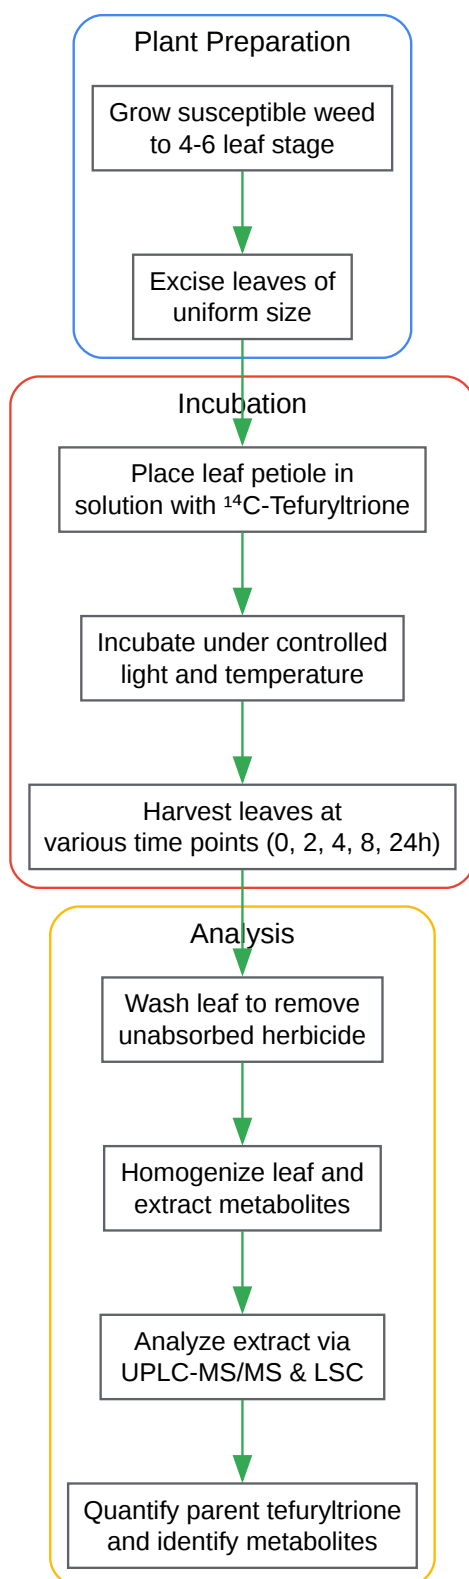 Plant Preparation
Grow susceptible weed
to 4-6 leaf stage
Excise leaves of
uniform size
Incubation
Place leaf petiole in
solution with ¹⁴C-Tefuryltrione
Incubate under controlled
light and temperature
Harvest leaves at
various time points (0, 2, 4, 8, 24h)
Analysis
Wash leaf to remove
unabsorbed herbicide
Homogenize leaf and
extract metabolites
Analyze extract via
UPLC-MS/MS & LSC
Quantify parent tefuryltrione
and identify metabolites